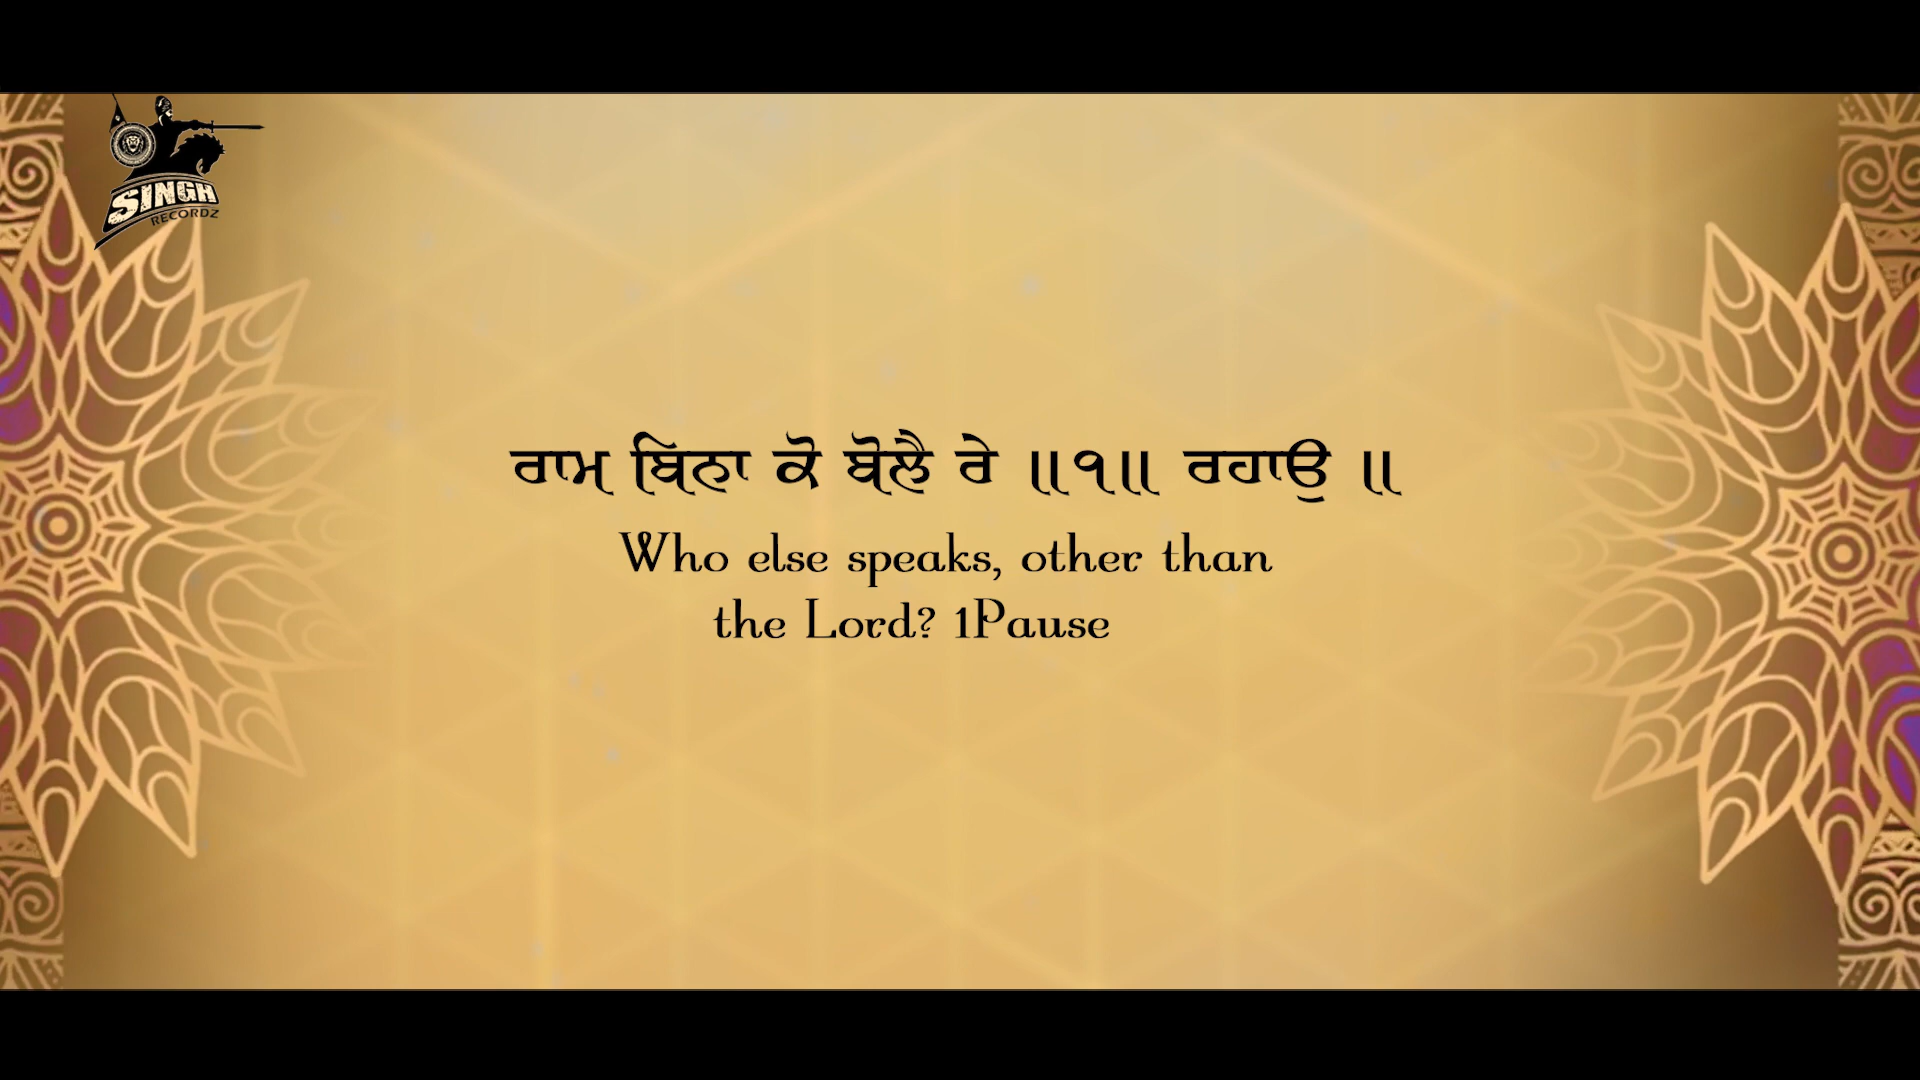 SINGH
RECORDZ
ਰਾਮ ਬਿਨਾ ਕੋ ਬੋਲੈ ਰੇ ॥੧॥ ਰਹਾਉ ॥
Who else speaks, other than
the Lord? 1Pause